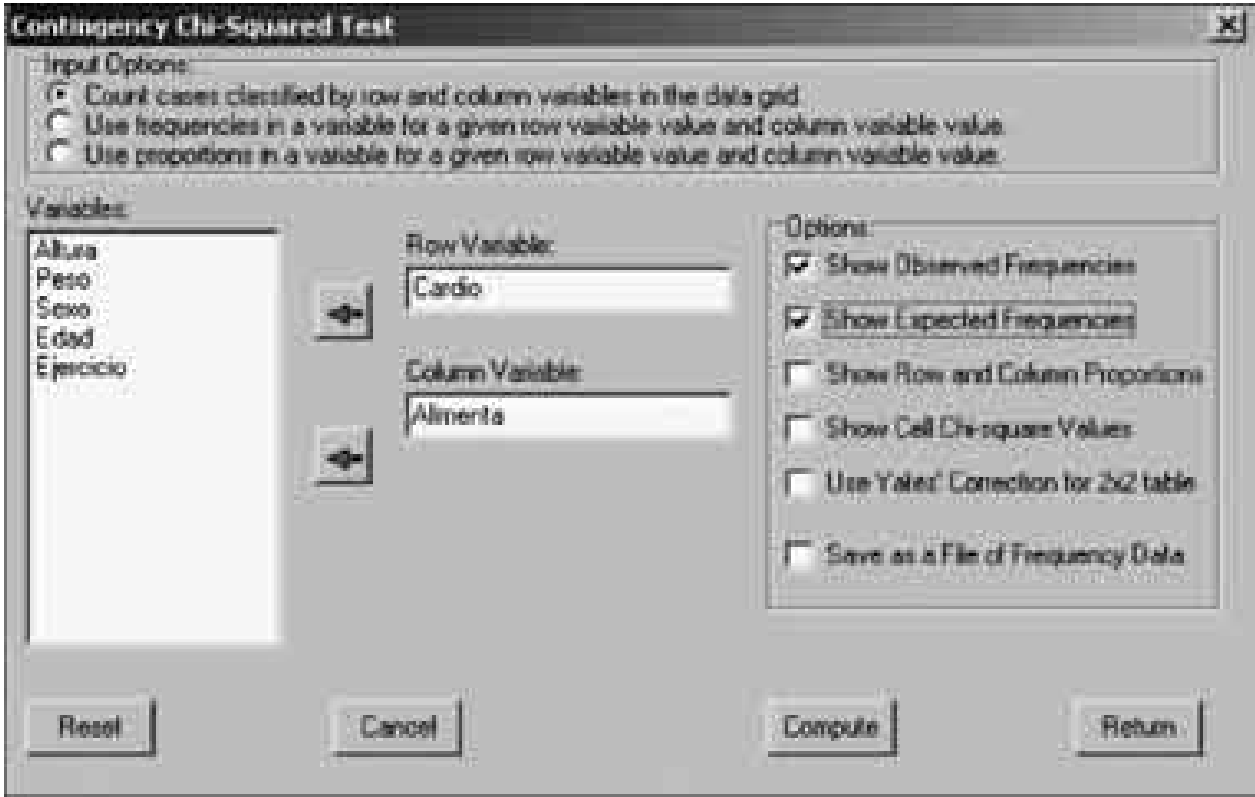 Contingency Chi-Squared Test
Input Options:
Count cases classified by row and column variables in the data grid.
Use frequencies in a variable for a given row variable value and column variable value.
Use proportions in a variable for a given row variable value and column variable value.
Variables:
Altura
Peso
Sexo
Edad
Ejercicio
Row Variable:
Cardio
Column Variable:
Alimenta
Options:
Show Observed Frequencies
Show Expected Frequencies
Show Row and Column Proportions
Show Cell Chi-square Values
Use Yates' Correction for 2x2 table
Save as a File of Frequency Data
Reset
Cancel
Compute
Return